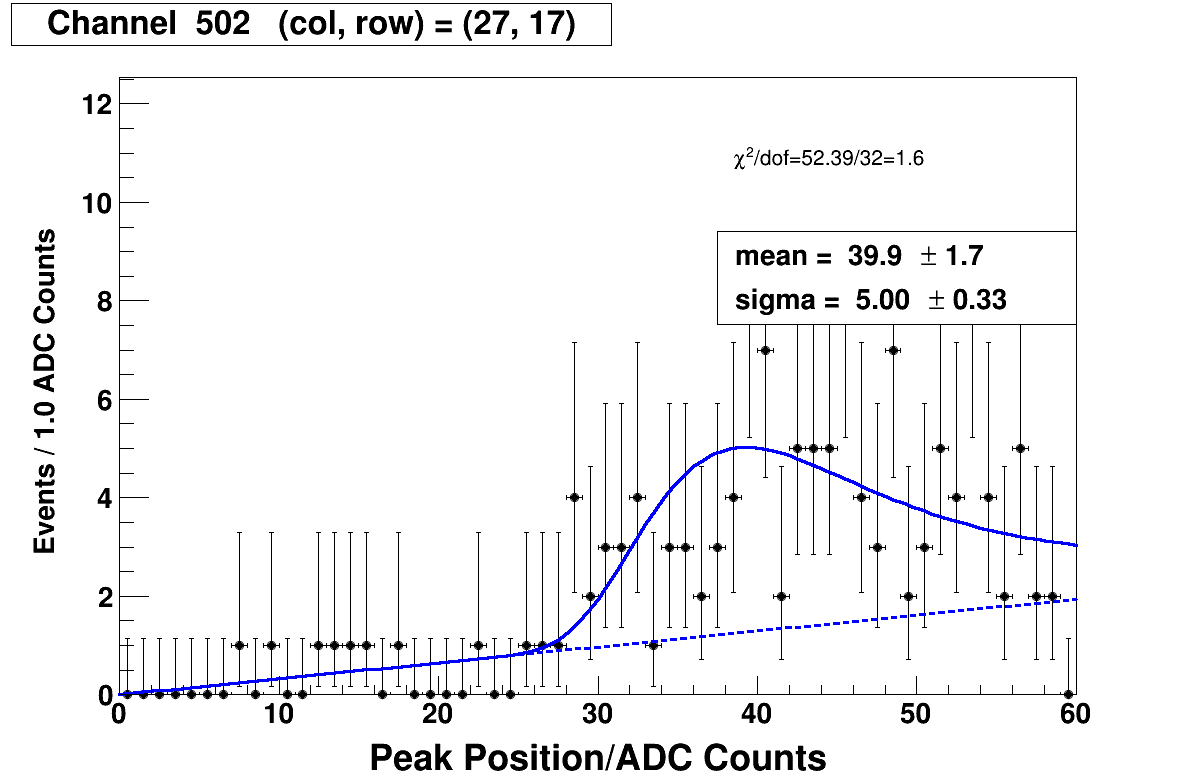 Channel 502 (col, row) = (27, 17)
12
10
8
6
4
2
0
Events / 1.0 ADC Counts
χ²/dof=52.39/32=1.6
mean = 39.9 ± 1.7
sigma = 5.00 ± 0.33
0 10 20 30 40 50 60
Peak Position/ADC Counts